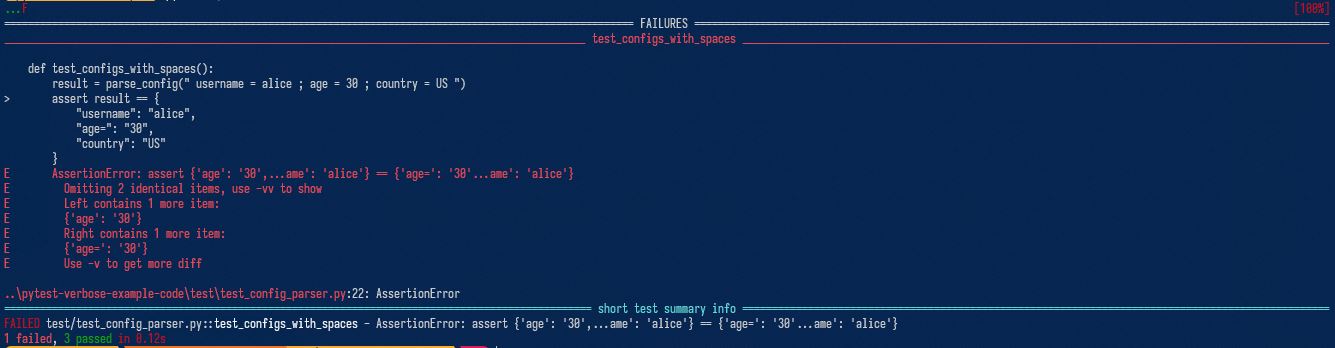 ...F [100%]
FAILURES
test_configs_with_spaces
def test_configs_with_spaces():
result = parse_config(" username = alice ; age = 30 ; country = US ")
> assert result == {
"username": "alice",
"age=": "30",
"country": "US"
}
E AssertionError: assert {'age': '30',...ame': 'alice'} == {'age=': '30'...ame': 'alice'}
E Omitting 2 identical items, use -vv to show
E Left contains 1 more item:
E {'age': '30'}
E Right contains 1 more item:
E {'age=': '30'}
E Use -v to get more diff
..\pytest-verbose-example-code\test\test_config_parser.py:22: AssertionError
short test summary info
FAILED test/test_config_parser.py::test_configs_with_spaces - AssertionError: assert {'age': '30',...ame': 'alice'} == {'age=': '30'...ame': 'alice'}
1 failed, 3 passed in 0.12s